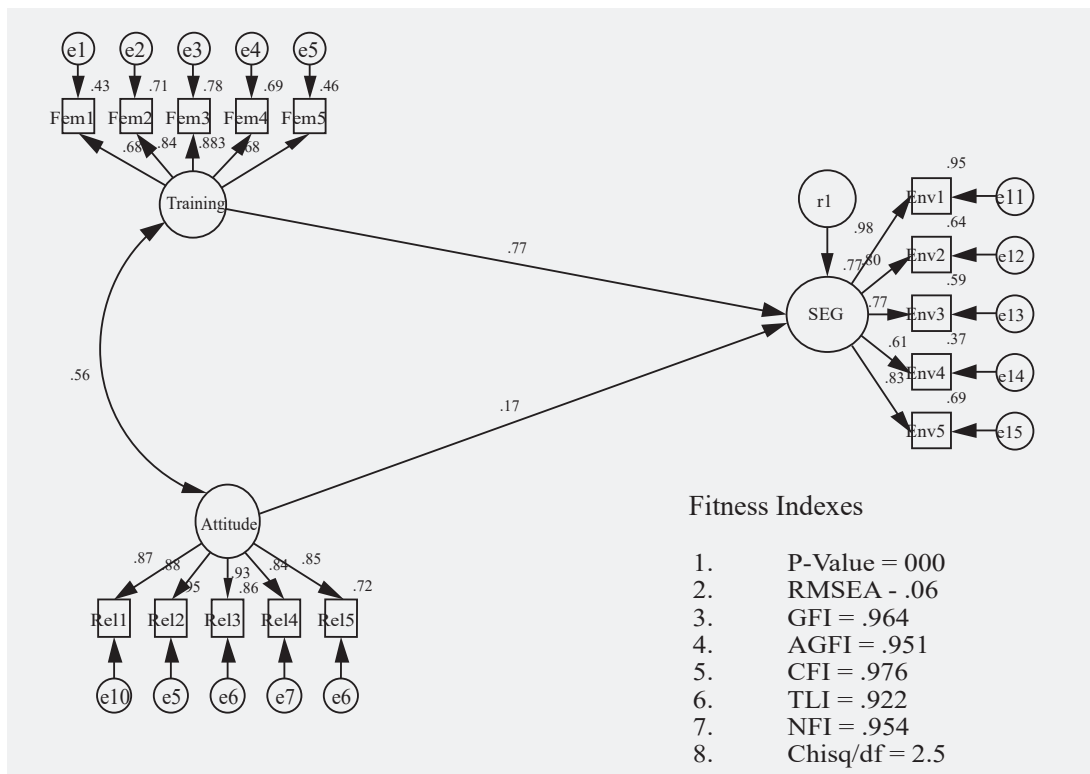 e1 e2 e3 e4 e5
.43 .71 .78 .69 .46
Fem1 Fem2 Fem3 Fem4 Fem5
.68 .84 .883 .68
Training
.77
.56
.17
r1
SEG
.77
.95
.98 Env1 e11
.64
.80 Env2 e12
.59
.77 Env3 e13
.37
.61 Env4 e14
.69
.83 Env5 e15
Attitude
.87 .88 .93 .84 .85
.95 .86 .72
Rel1 Rel2 Rel3 Rel4 Rel5
e10 e5 e6 e7 e6
Fitness Indexes
1. P-Value = 000
2. RMSEA - .06
3. GFI = .964
4. AGFI = .951
5. CFI = .976
6. TLI = .922
7. NFI = .954
8. Chisq/df = 2.5